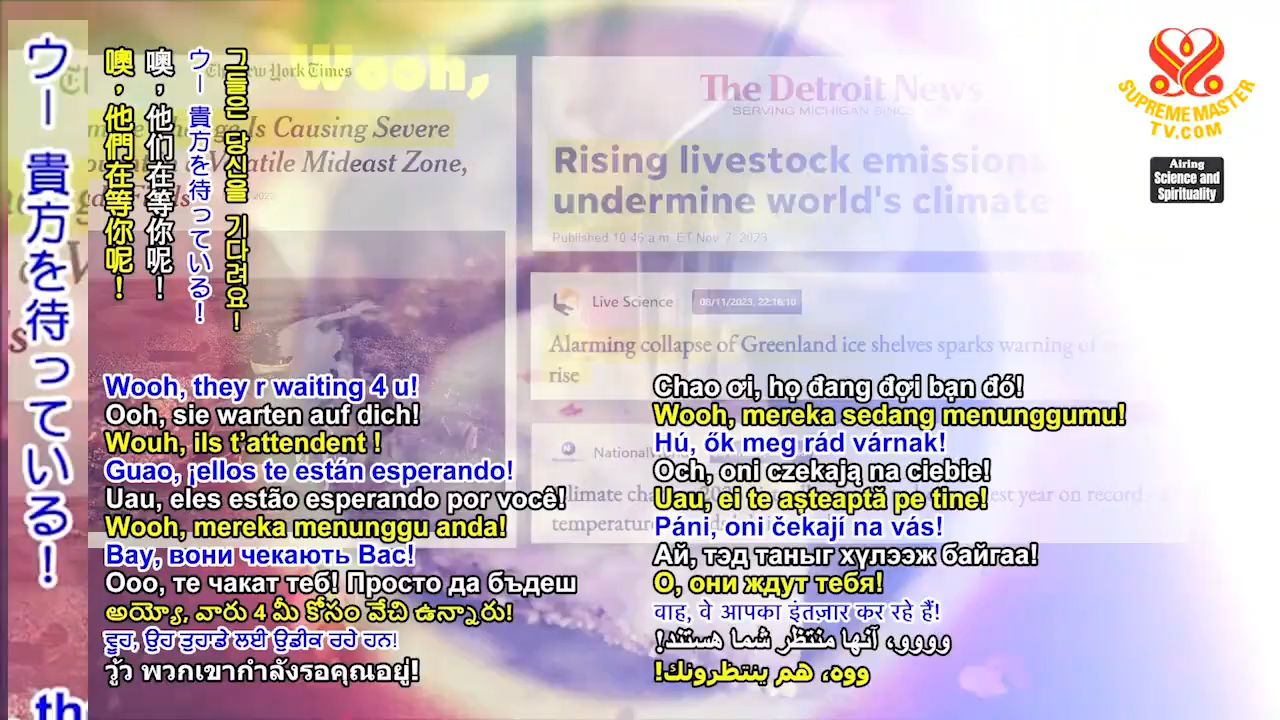 ウー 貴方を待っている！
噢，他們在等你呢！
噢，他们在等你呢！
ウー 貴方を待っている！
그들은 당신을 기다려요!
Wooh,
The New York Times
Is Causing Severe
Mideast Zone,
The Detroit News
SERVING MICHIGAN SINCE
Rising livestock emissions
undermine world's climate
Published 10:46 a.m. ET Nov. 7, 2023
Live Science
08/11/2023, 22:16:10
Alarming collapse of Greenland ice shelves sparks warning of
rise
year on record
temperature
Wooh, they r waiting 4 u!
Ooh, sie warten auf dich!
Wouh, ils t’attendent !
Guao, ¡ellos te están esperando!
Uau, eles estão esperando por você!
Wooh, mereka menunggu anda!
Вау, вони чекають Вас!
Ооо, те чакат теб! Просто да бъдеш
అయ్యో, వారు 4 మీ కోసం వేచి ఉన్నారు!
ਵੂਹ, ਉਹ ਤੁਹਾਡੇ ਲਈ ਉਡੀਕ ਰਹੇ ਹਨ!
วู้ว พวกเขากำลังรอคุณอยู่!
Chao ơi, họ đang đợi bạn đó!
Wooh, mereka sedang menunggumu!
Hú, ők meg rád várnak!
Och, oni czekają na ciebie!
Uau, ei te așteaptă pe tine!
Páni, oni čekají na vás!
Ай, тэд таныг хүлээж байгаа!
О, они ждут тебя!
वाह, वे आपका इंतज़ार कर रहे हैं!
وووو، آنها منتظر شما هستند!
ووه، هم ينتظرونك!
th
SUPREME MASTER
TV.COM
Airing
Science and
Spirituality